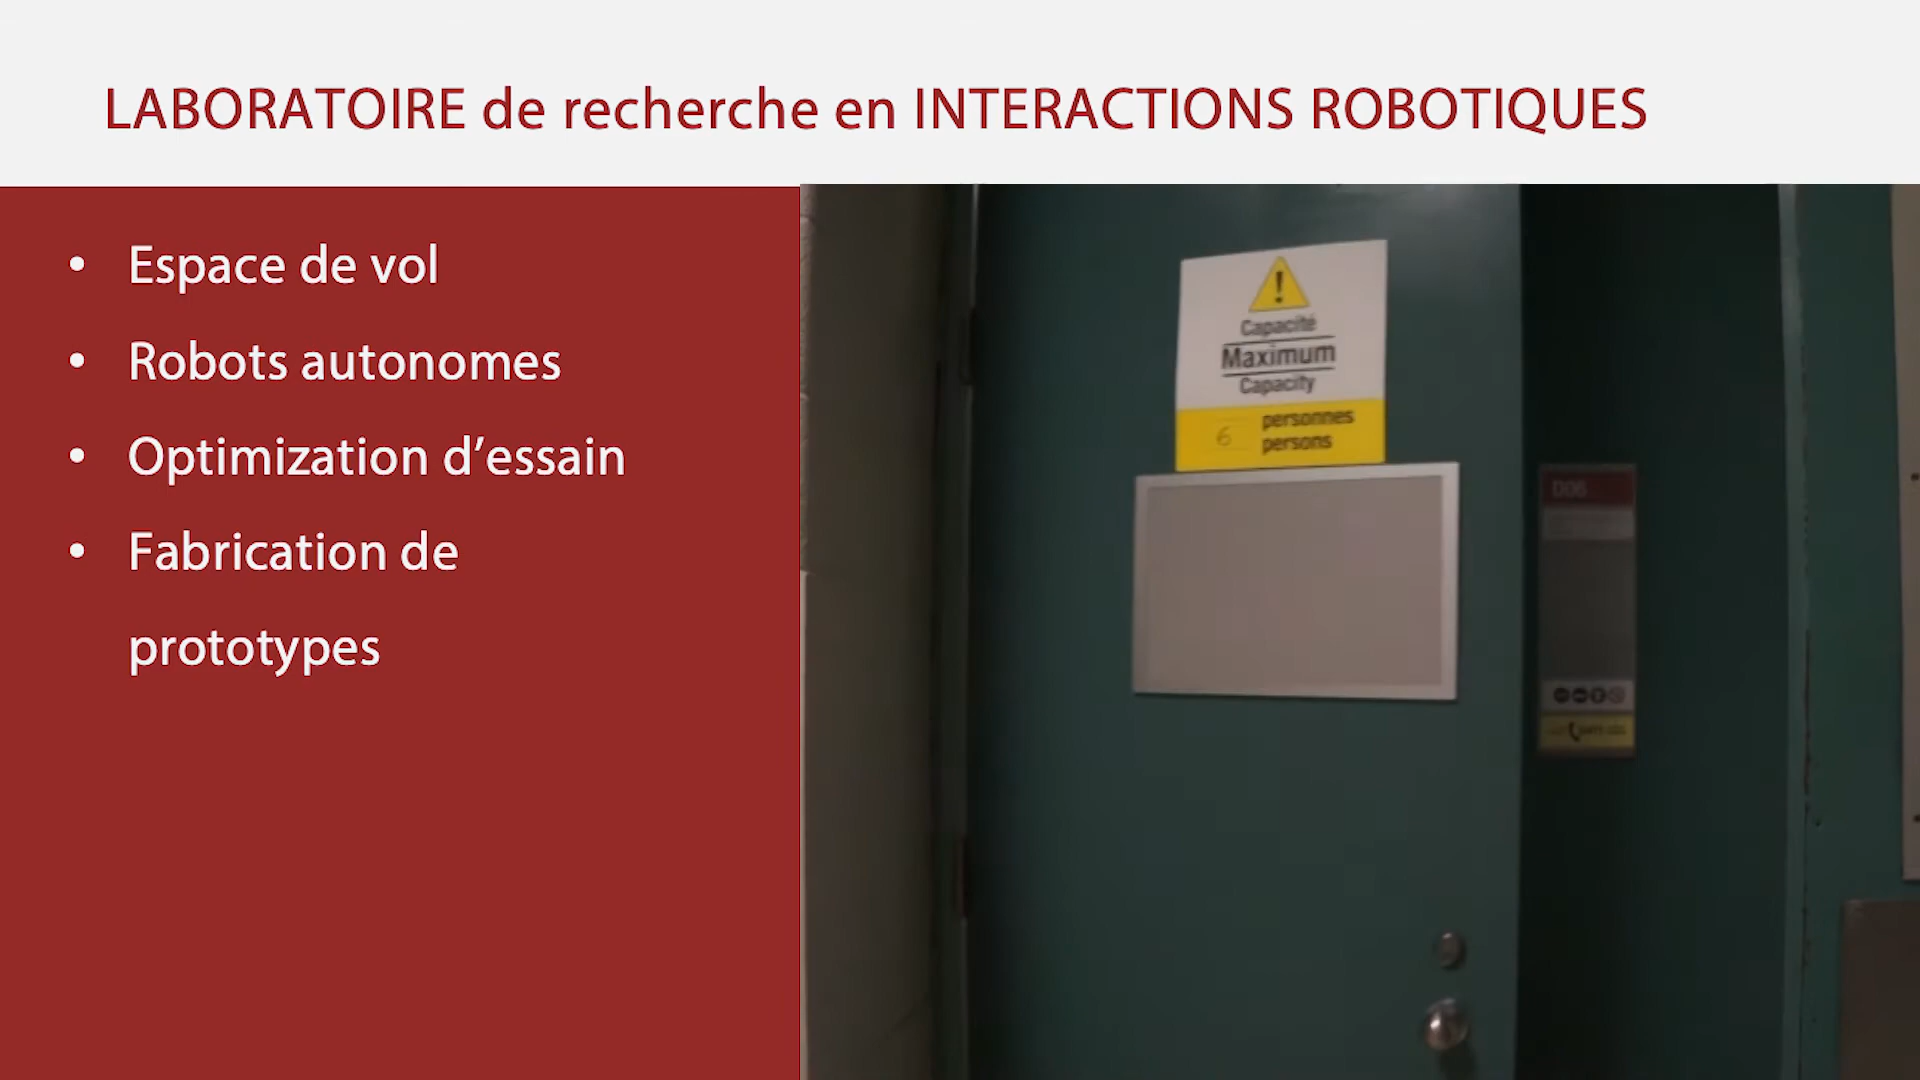 LABORATOIRE de recherche en INTERACTIONS ROBOTIQUES
• Espace de vol
• Robots autonomes
• Optimization d’essain
• Fabrication de
prototypes
!
Capacité
Maximum
Capacity
6 personnes
persons